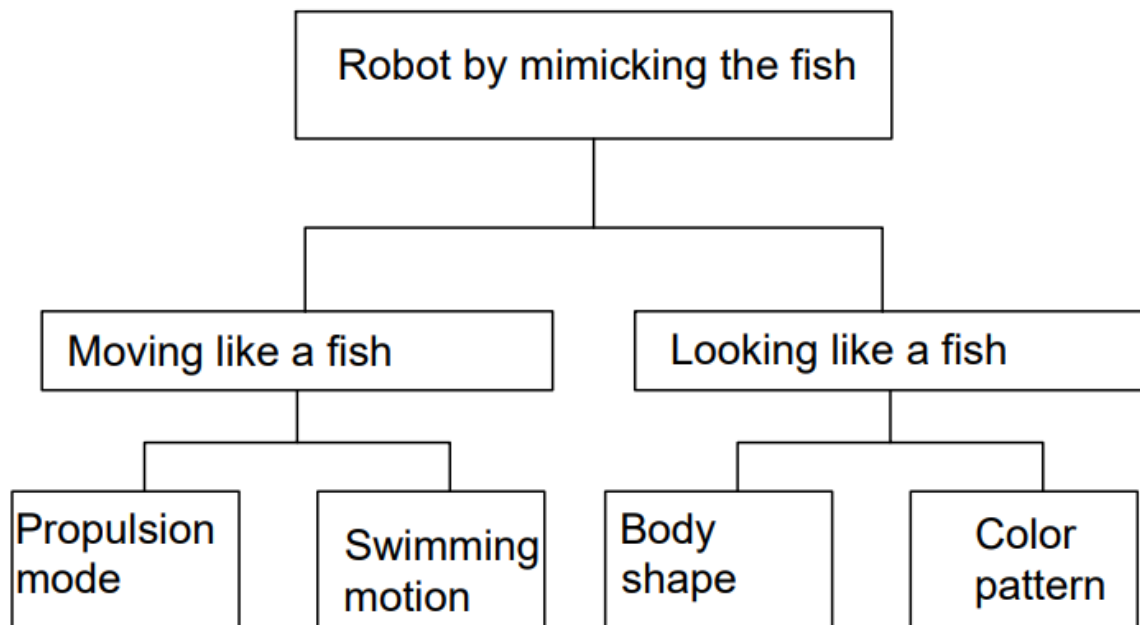 Robot by mimicking the fish
Moving like a fish
Looking like a fish
Propulsion
mode
Swimming
motion
Body
shape
Color
pattern